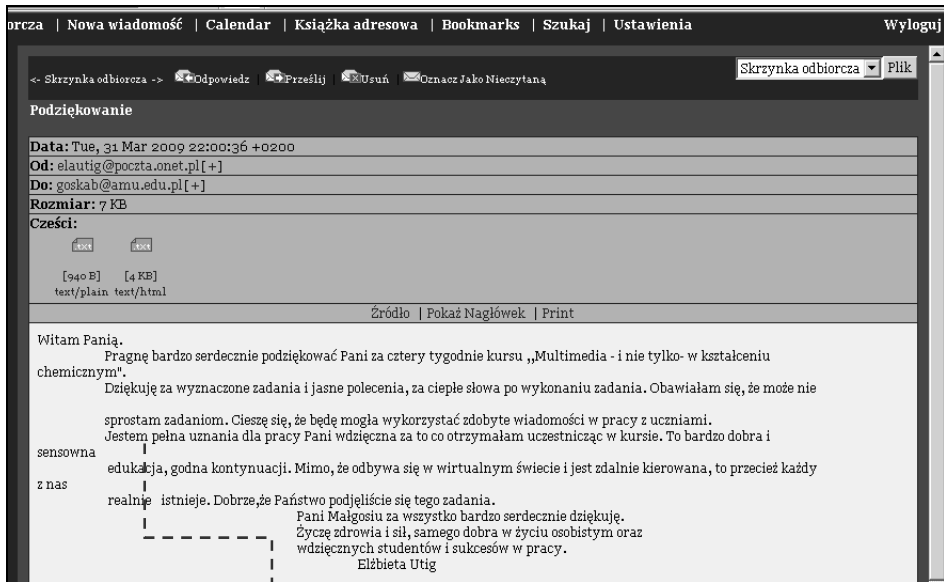 orcza | Nowa wiadomość | Calendar | Książka adresowa | Bookmarks | Szukaj | Ustawienia Wyloguj
<- Skrzynka odbiorcza -> Odpowiedz | Prześlij | Usuń | Oznacz Jako Nieczytaną Skrzynka odbiorcza Plik
Podziękowanie
Data: Tue, 31 Mar 2009 22:00:36 +0200
Od: elautig@poczta.onet.pl[+]
Do: goskab@amu.edu.pl[+]
Rozmiar: 7 KB
Cześci:
txt txt
[940 B] [4 KB]
text/plain text/html
Źródło | Pokaż Nagłówek | Print
Witam Panią.
Pragnę bardzo serdecznie podziękować Pani za cztery tygodnie kursu ,,Multimedia - i nie tylko- w kształceniu
chemicznym".
Dziękuję za wyznaczone zadania i jasne polecenia, za ciepłe słowa po wykonaniu zadania. Obawiałam się, że może nie
sprostam zadaniom. Cieszę się, że będę mogła wykorzystać zdobyte wiadomości w pracy z uczniami.
Jestem pełna uznania dla pracy Pani wdzięczna za to co otrzymałam uczestnicząc w kursie. To bardzo dobra i
sensowna
edukacja, godna kontynuacji. Mimo, że odbywa się w wirtualnym świecie i jest zdalnie kierowana, to przecież każdy
z nas
realnie istnieje. Dobrze,że Państwo podjęliście się tego zadania.
Pani Małgosiu za wszystko bardzo serdecznie dziękuję.
Życzę zdrowia i sił, samego dobra w życiu osobistym oraz
wdzięcznych studentów i sukcesów w pracy.
Elżbieta Utig